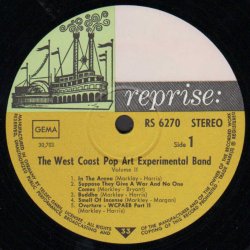 reprise:
RS 6270 STEREO
GEMA
30,703
Side 1
The West Coast Pop Art Experimental Band
Volume II
1. In The Arena (Markley - Harris)
2. Suppose They Give A War And No One
Comes (Markley - Bryant)
3. Buddha (Markley - Harris)
4. Smell Of Incense (Markley - Morgan)
5. Overture - WCPAEB Part II
(Markley - Harris)
33